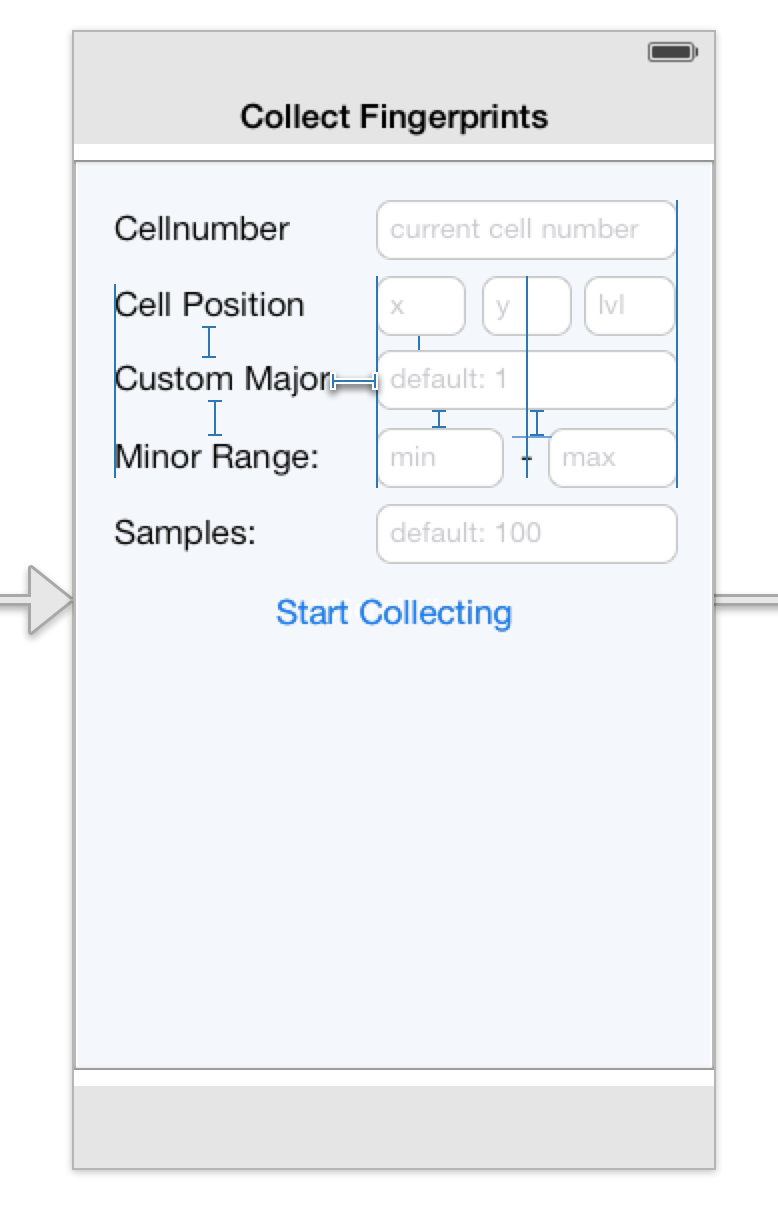 Collect Fingerprints
Cellnumber current cell number
Cell Position x y lvl
Custom Major default: 1
Minor Range: min - max
Samples: default: 100
Start Collecting